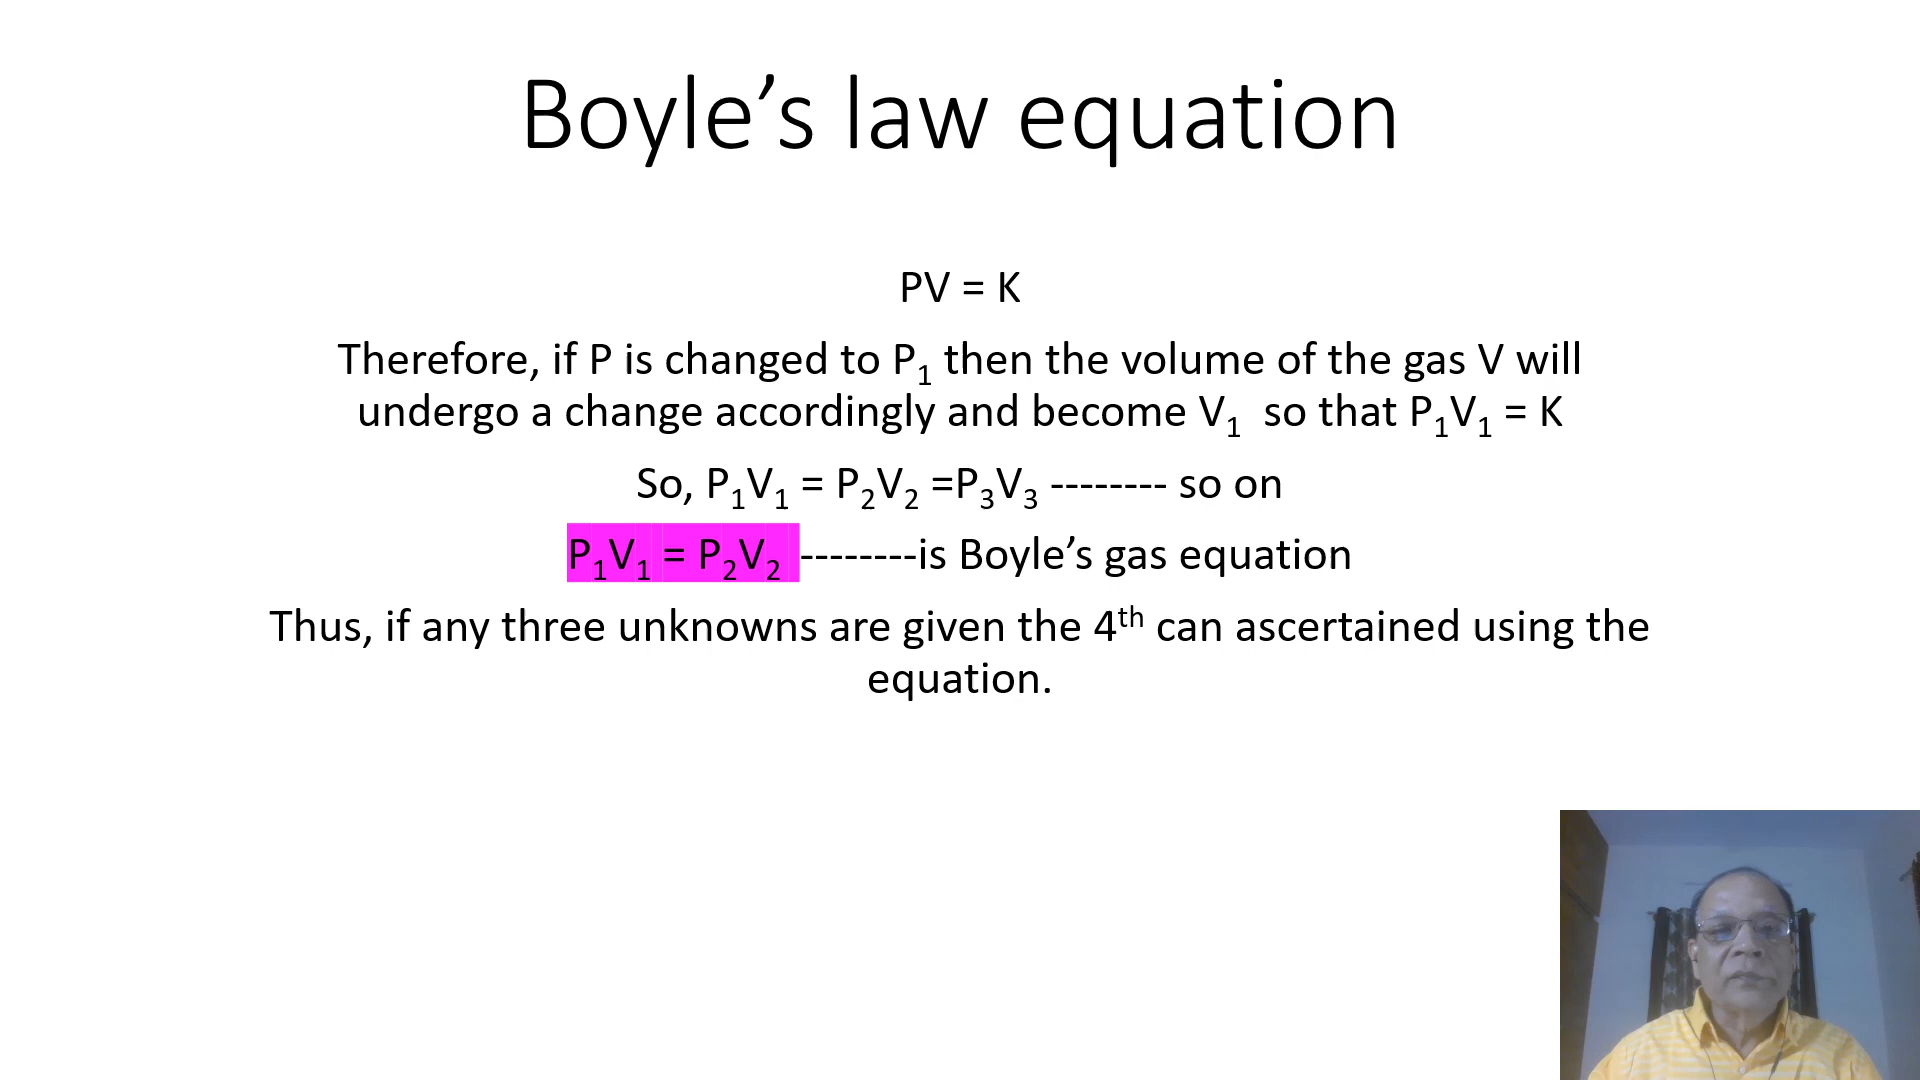 Boyle’s law equation
PV = K
Therefore, if P is changed to P₁ then the volume of the gas V will
undergo a change accordingly and become V₁ so that P₁V₁ = K
So, P₁V₁ = P₂V₂ =P₃V₃ -------- so on
P₁V₁ = P₂V₂ --------is Boyle’s gas equation
Thus, if any three unknowns are given the 4ᵗʰ can ascertained using the
equation.